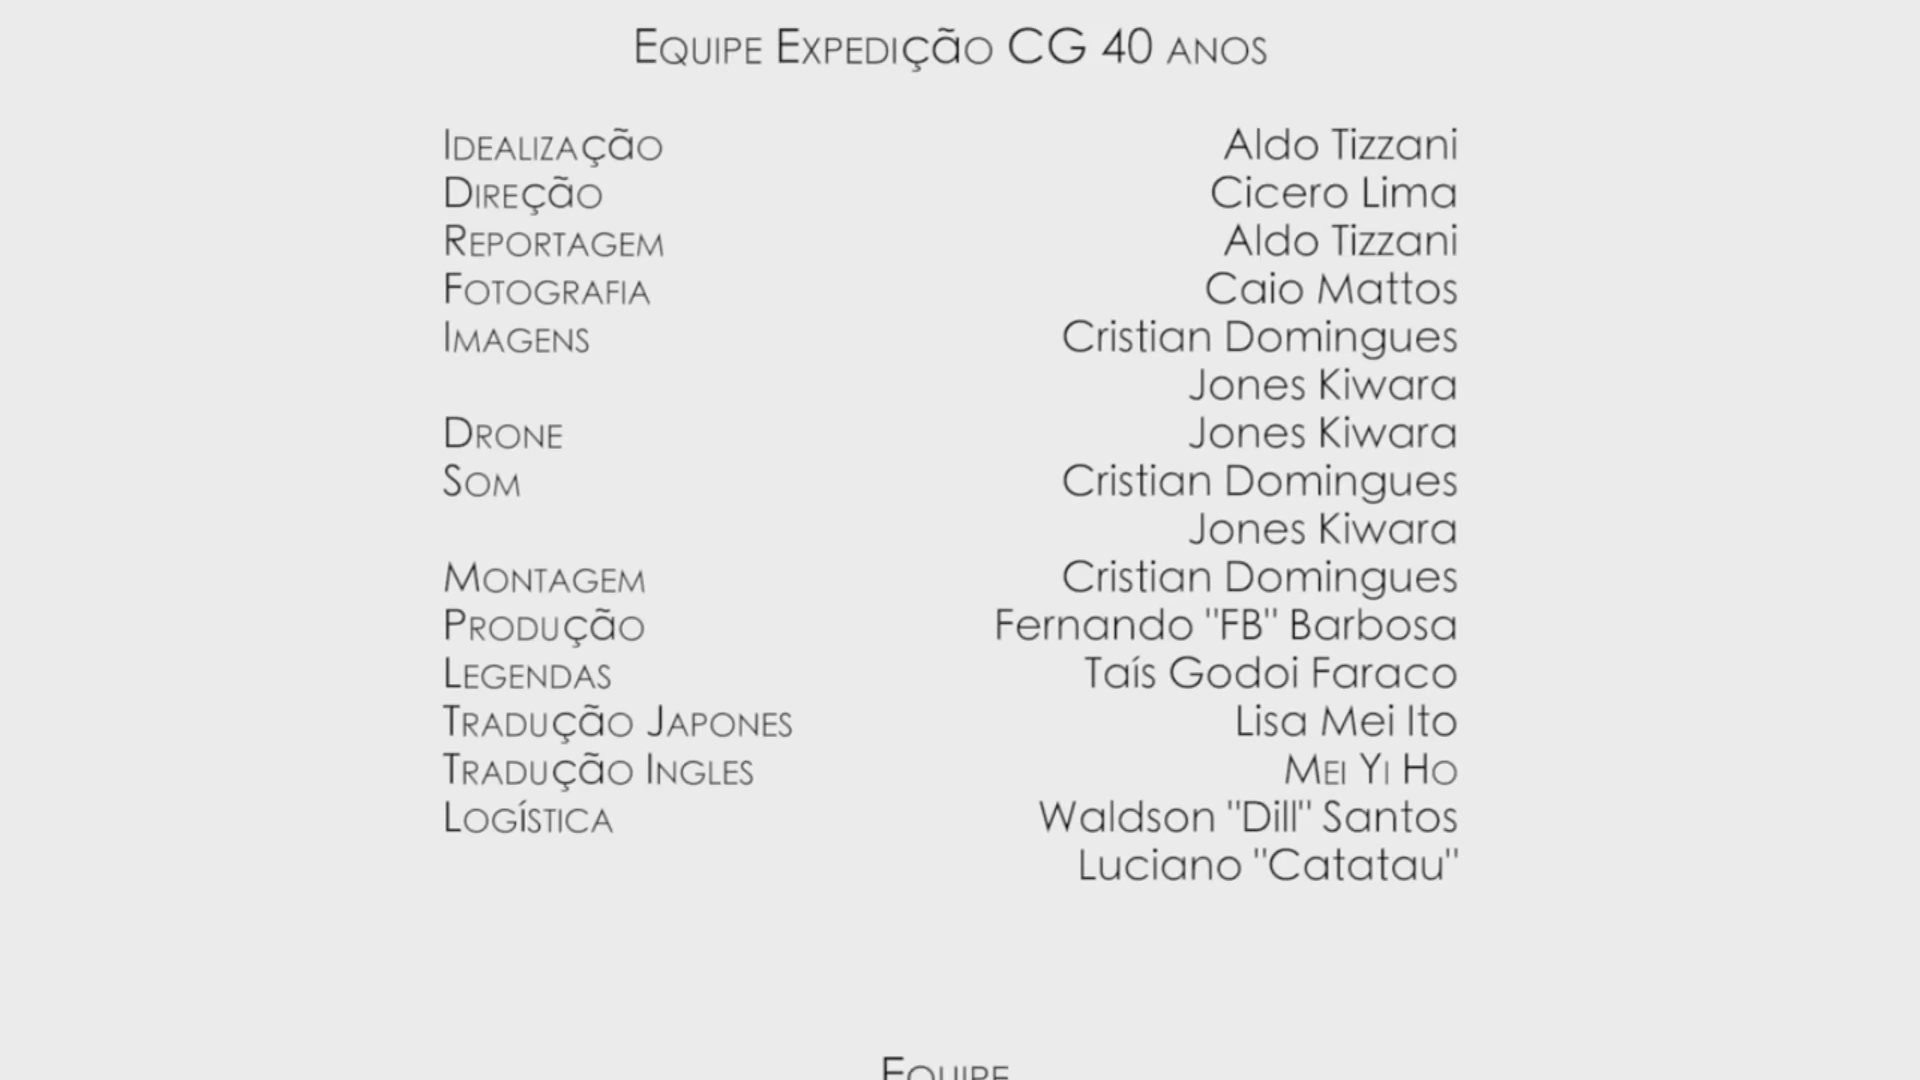 Equipe Expedição CG 40 anos
Idealização Aldo Tizzani
Direção Cicero Lima
Reportagem Aldo Tizzani
Fotografia Caio Mattos
Imagens Cristian Domingues
Jones Kiwara
Drone Jones Kiwara
Som Cristian Domingues
Jones Kiwara
Montagem Cristian Domingues
Produção Fernando "FB" Barbosa
Legendas Taís Godoi Faraco
Tradução Japones Lisa Mei Ito
Tradução Ingles Mei Yi Ho
Logística Waldson "Dill" Santos
Luciano "Catatau"
Equipe